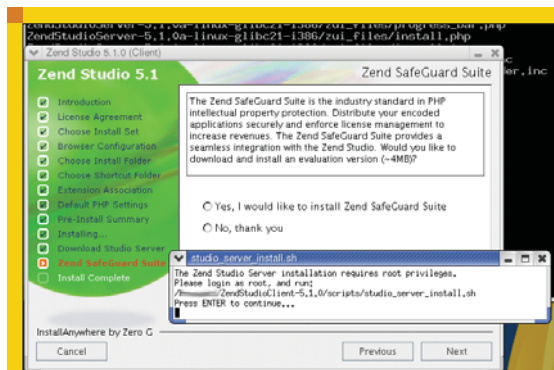 ZendStudioServer-5.1.0a-linux-glibc21-i386/zui_files/progress_bar.php
ZendStudioServer-5.1.0a-linux-glibc21-i386/zui_files/install.php
Zend Studio 5.1.0 (Client)
Zend Studio 5.1
Zend SafeGuard Suite
Introduction
License Agreement
Choose Install Set
Browser Configuration
Choose Install Folder
Choose Shortcut Folder
Extension Association
Default PHP Settings
Pre-Install Summary
Installing...
Download Studio Server
Zend SafeGuard Suite
Install Complete
The Zend SafeGuard Suite is the industry standard in PHP
intellectual property protection. Distribute your encoded
applications securely and enforce license management to
increase revenues. The Zend SafeGuard Suite provides a
seamless integration with the Zend Studio. Would you like to
download and install an evaluation version (~4MB)?
Yes, I would like to install Zend SafeGuard Suite
No, thank you
studio_server_install.sh
The Zend Studio Server installation requires root privileges.
Please login as root, and run:
/ZendStudioClient-5.1.0/scripts/studio_server_install.sh
Press ENTER to continue...
InstallAnywhere by Zero G
Cancel
Previous
Next